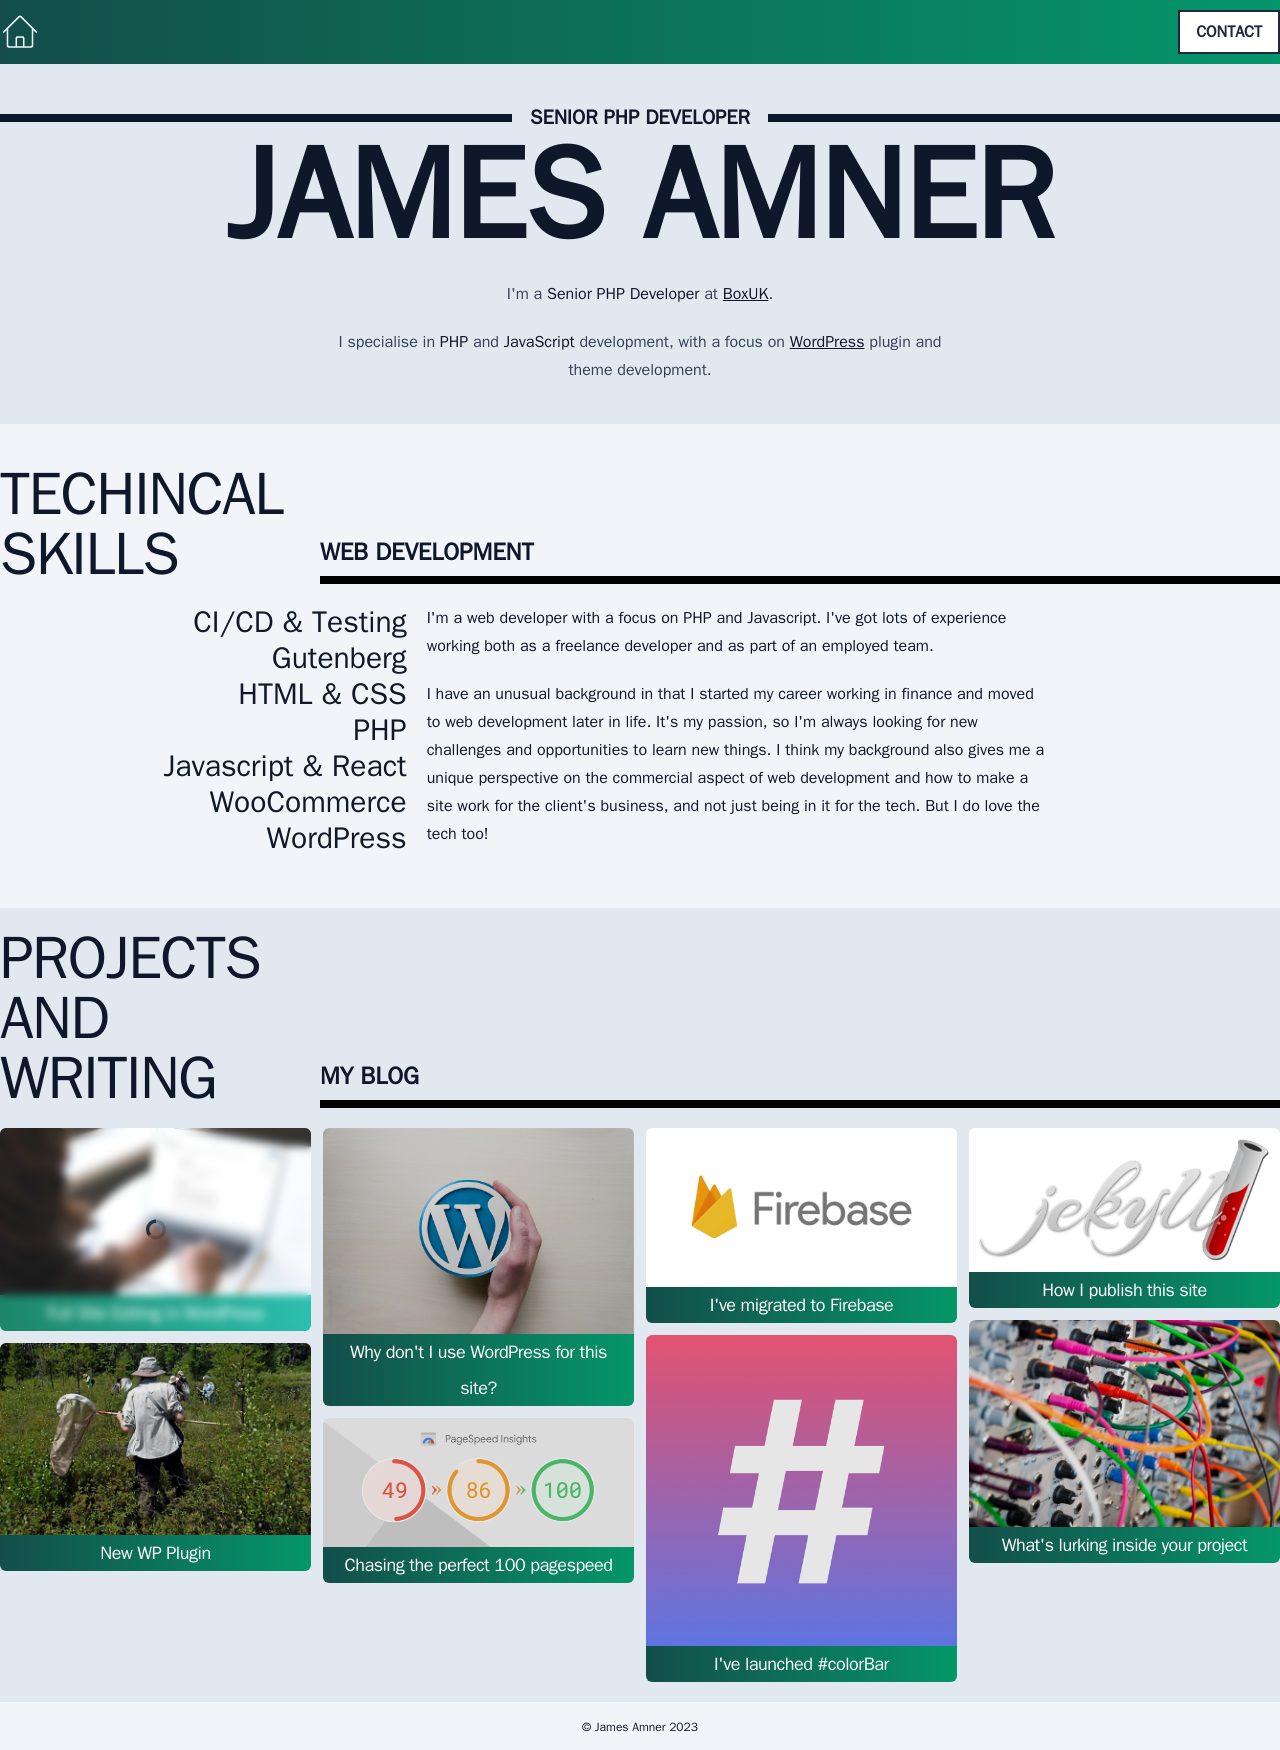 CONTACT
SENIOR PHP DEVELOPER
JAMES AMNER
I'm a Senior PHP Developer at BoxUK.
I specialise in PHP and JavaScript development, with a focus on WordPress plugin and
theme development.
TECHINCAL
SKILLS
WEB DEVELOPMENT
CI/CD & Testing
Gutenberg
HTML & CSS
PHP
Javascript & React
WooCommerce
WordPress
I'm a web developer with a focus on PHP and Javascript. I've got lots of experience
working both as a freelance developer and as part of an employed team.
I have an unusual background in that I started my career working in finance and moved
to web development later in life. It's my passion, so I'm always looking for new
challenges and opportunities to learn new things. I think my background also gives me a
unique perspective on the commercial aspect of web development and how to make a
site work for the client's business, and not just being in it for the tech. But I do love the
tech too!
PROJECTS
AND
WRITING
MY BLOG
Full Site Editing in WordPress
New WP Plugin
W
Why don't I use WordPress for this
site?
PageSpeed Insights
49 » 86 » 100
Chasing the perfect 100 pagespeed
Firebase
I've migrated to Firebase
#
I've launched #colorBar
jekyll
How I publish this site
What's lurking inside your project
© James Amner 2023